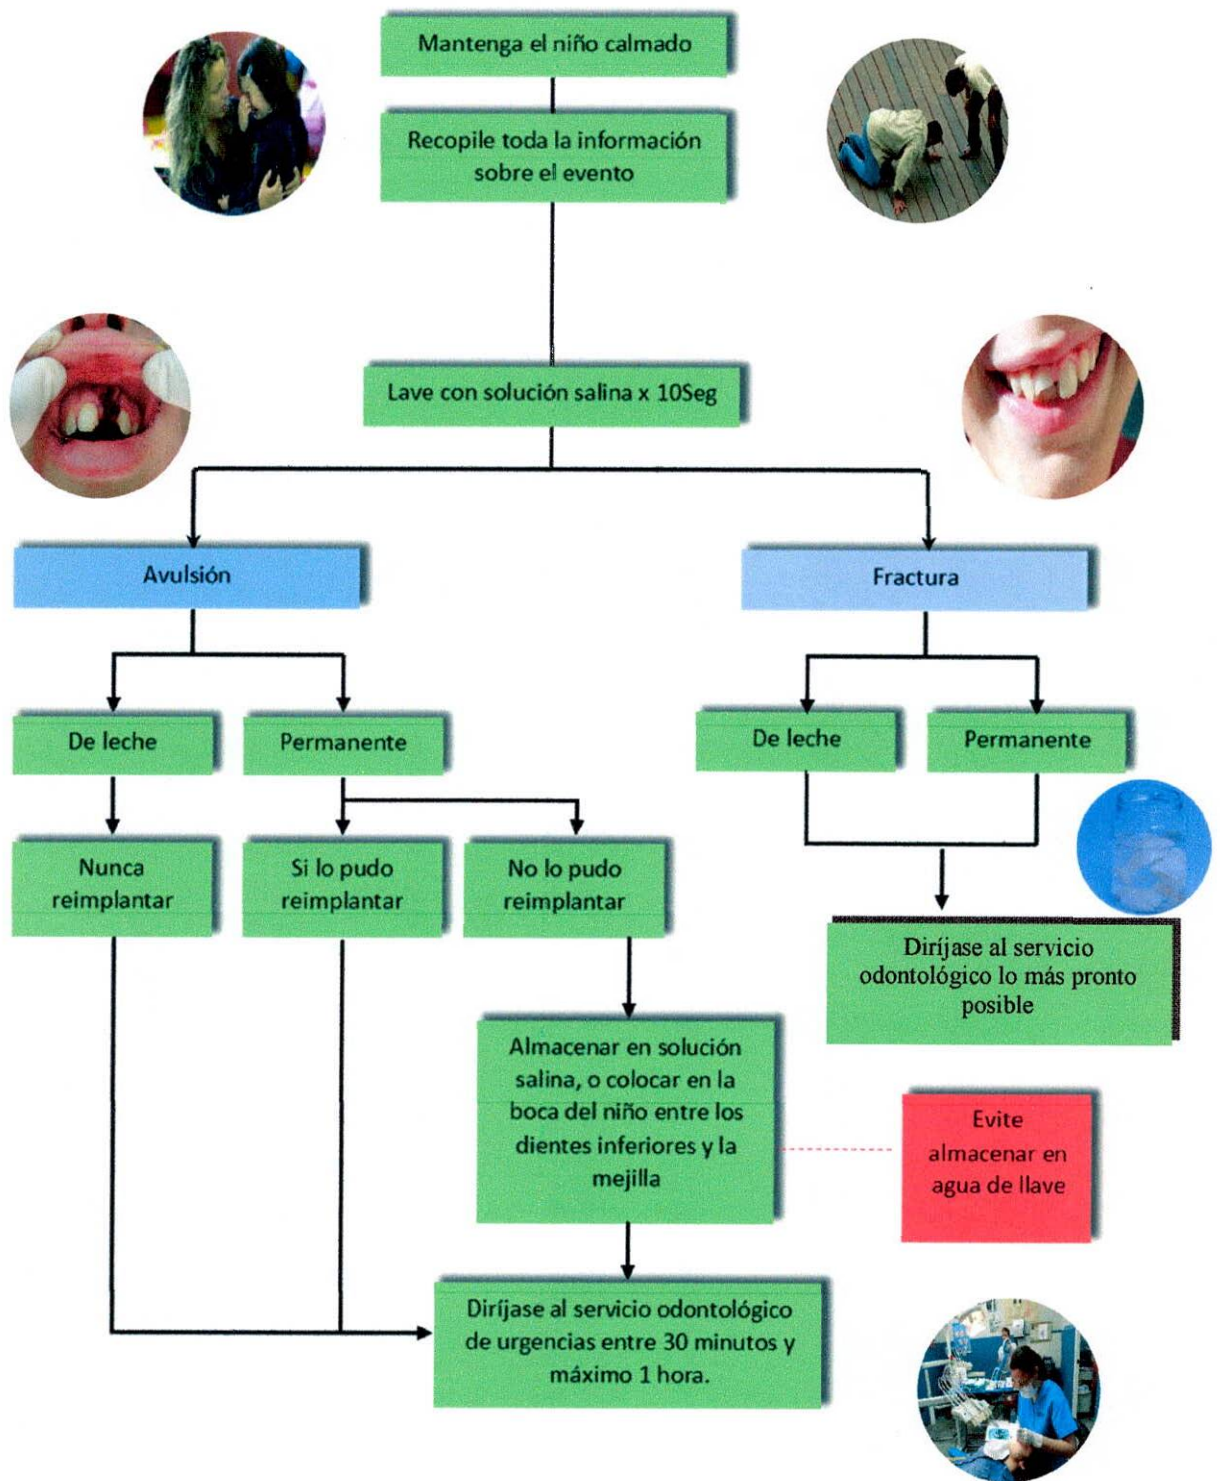 Mantenga el niño calmado
Recopile toda la información
sobre el evento
Lave con solución salina x 10Seg
Avulsión
Fractura
De leche
Permanente
De leche
Permanente
Nunca
reimplantar
Si lo pudo
reimplantar
No lo pudo
reimplantar
Diríjase al servicio
odontológico lo más pronto
posible
Almacenar en solución
salina, o colocar en la
boca del niño entre los
dientes inferiores y la
mejilla
Evite
almacenar en
agua de llave
Diríjase al servicio odontológico
de urgencias entre 30 minutos y
máximo 1 hora.